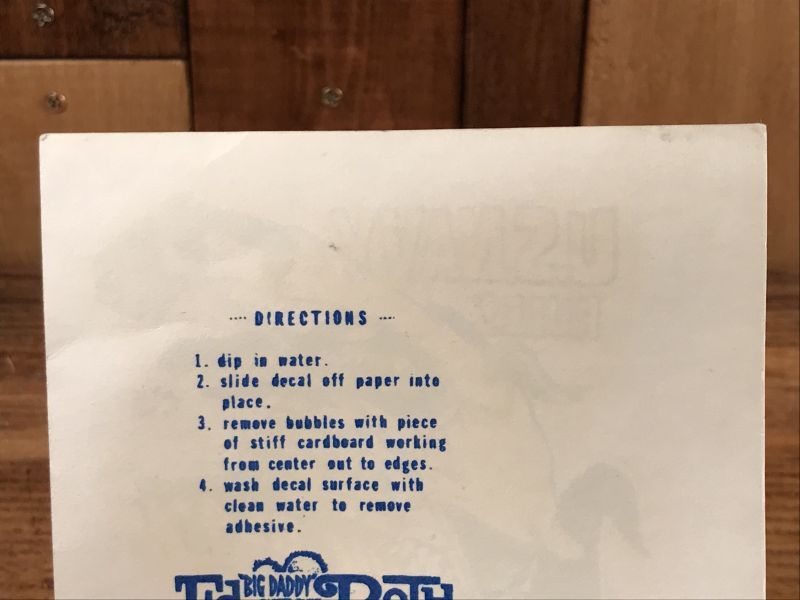 DIRECTIONS
1. dip in water.
2. slide decal off paper into
place.
3. remove bubbles with piece
of stiff cardboard working
from center out to edges.
4. wash decal surface with
clean water to remove
adhesive.
"BIG DADDY"